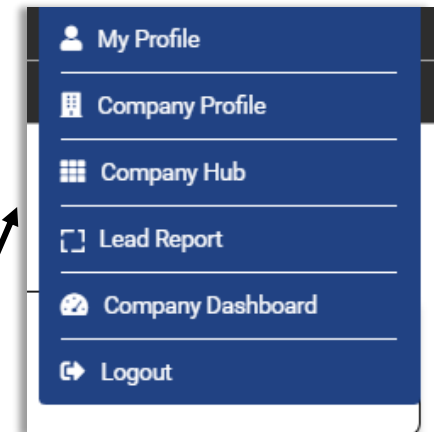 My Profile
Company Profile
Company Hub
Lead Report
Company Dashboard
Logout